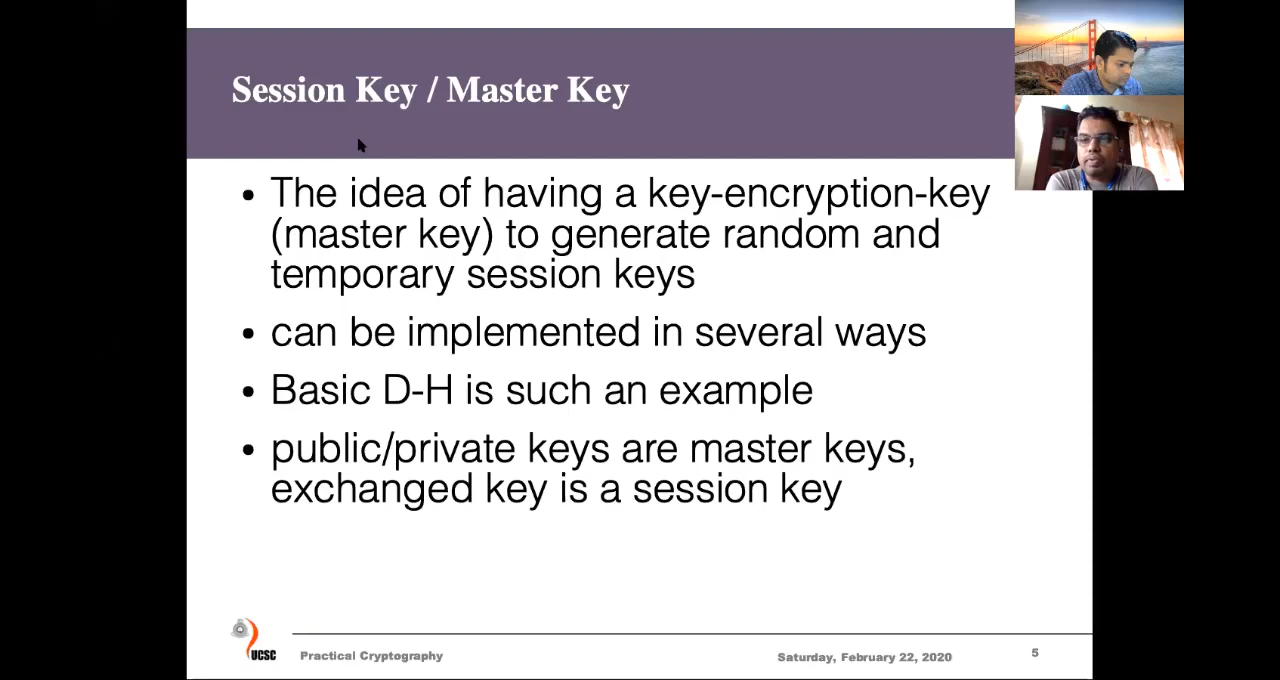 Session Key / Master Key
• The idea of having a key-encryption-key
(master key) to generate random and
temporary session keys
• can be implemented in several ways
• Basic D-H is such an example
• public/private keys are master keys,
exchanged key is a session key
UCSC
Practical Cryptography
Saturday, February 22, 2020
5